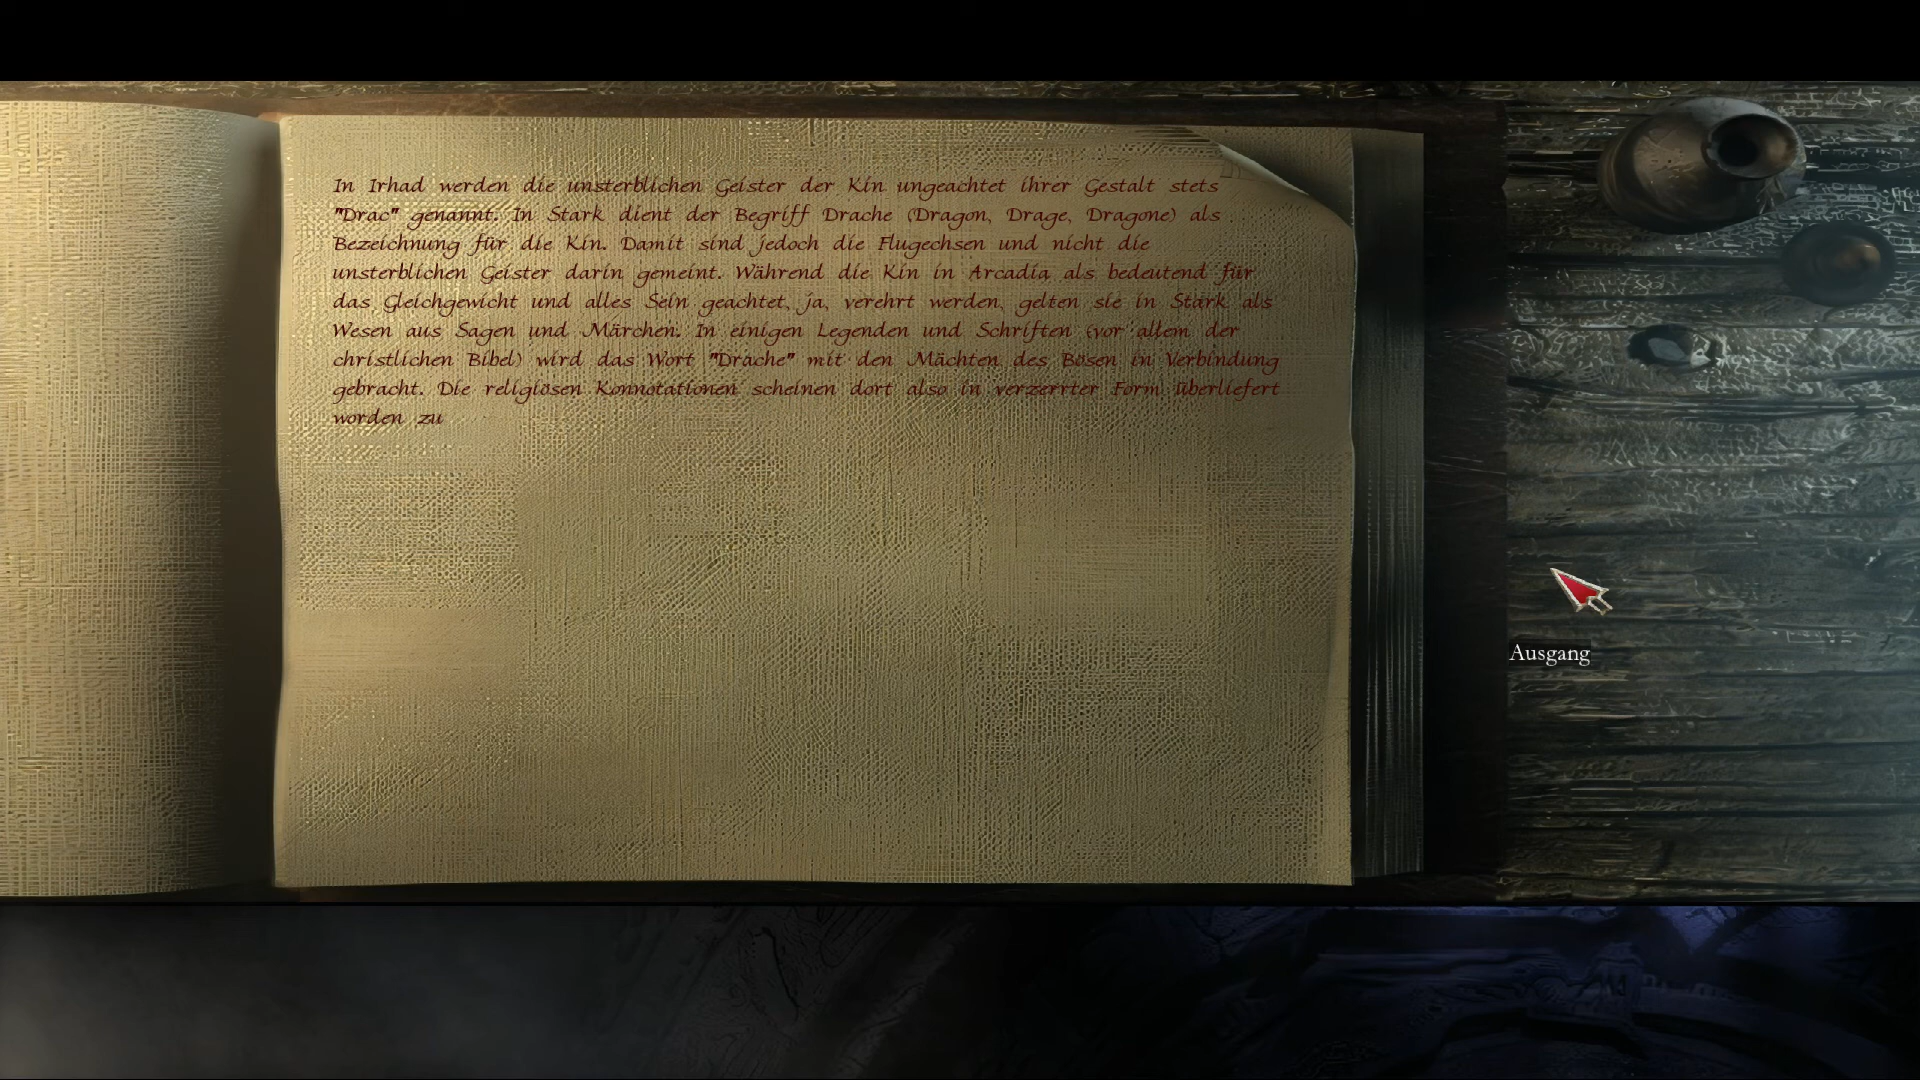 In Irhad werden die unsterblichen Geister der Kin ungeachtet ihrer Gestalt stets
"Drac" genannt. In Stark dient der Begriff Drache (Dragon, Drage, Dragone) als
Bezeichnung für die Kin. Damit sind jedoch die Flugechsen und nicht die
unsterblichen Geister darin gemeint. Während die Kin in Arcadia als bedeutend für
das Gleichgewicht und alles Sein geachtet, ja, verehrt werden, gelten sie in Stark als
Wesen aus Sagen und Märchen. In einigen Legenden und Schriften (vor allem der
christlichen Bibel) wird das Wort "Drache" mit den Mächten des Bösen in Verbindung
gebracht. Die religiösen Konnotationen scheinen dort also in verzerrter Form überliefert
worden zu
Ausgang